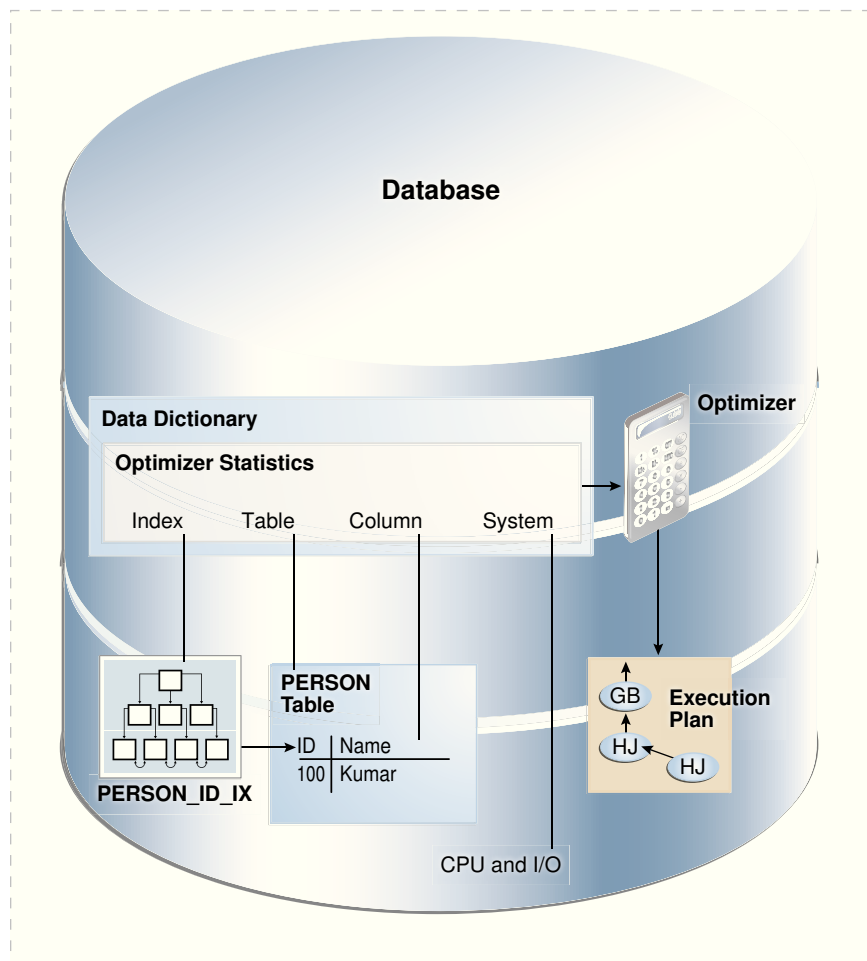 Database
Data Dictionary
Optimizer Statistics
Index Table Column System
Optimizer
PERSON_ID_IX
PERSON
Table
ID Name
100 Kumar
CPU and I/O
GB
HJ
HJ
Execution
Plan